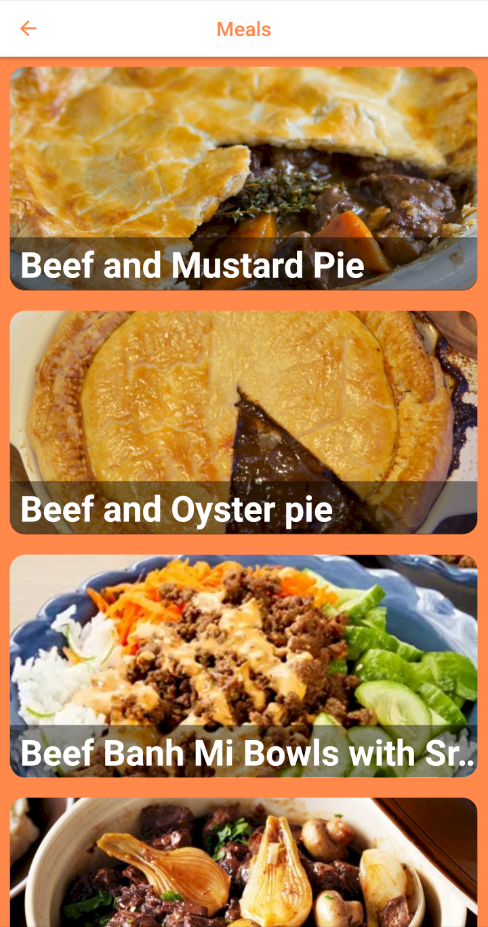 Meals
Beef and Mustard Pie
Beef and Oyster pie
Beef Banh Mi Bowls with Sr..